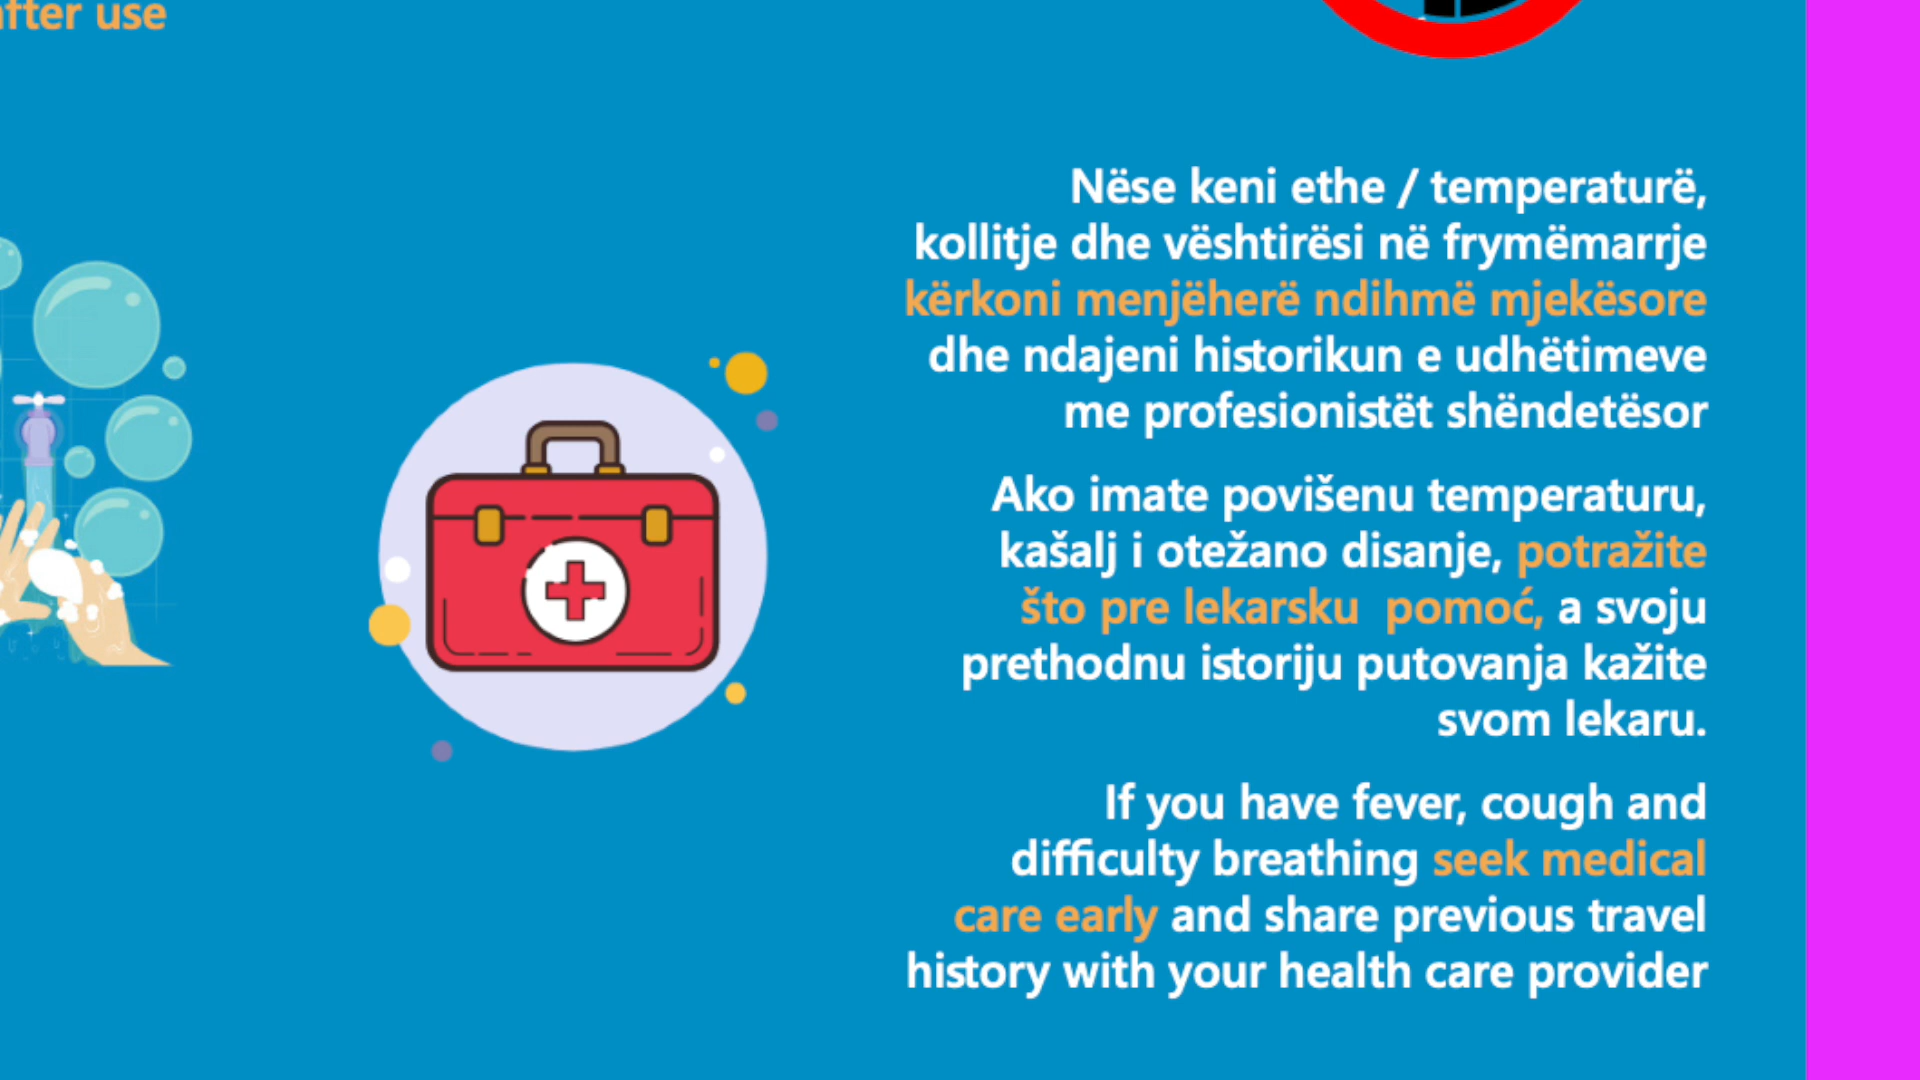 after use
Nëse keni ethe / temperaturë,
kollitje dhe vështirësi në frymëmarrje
kërkoni menjëherë ndihmë mjekësore
dhe ndajeni historikun e udhëtimeve
me profesionistët shëndetësor
Ako imate povišenu temperaturu,
kašalj i otežano disanje, potražite
što pre lekarsku  pomoć, a svoju
prethodnu istoriju putovanja kažite
svom lekaru.
If you have fever, cough and
difficulty breathing seek medical
care early and share previous travel
history with your health care provider